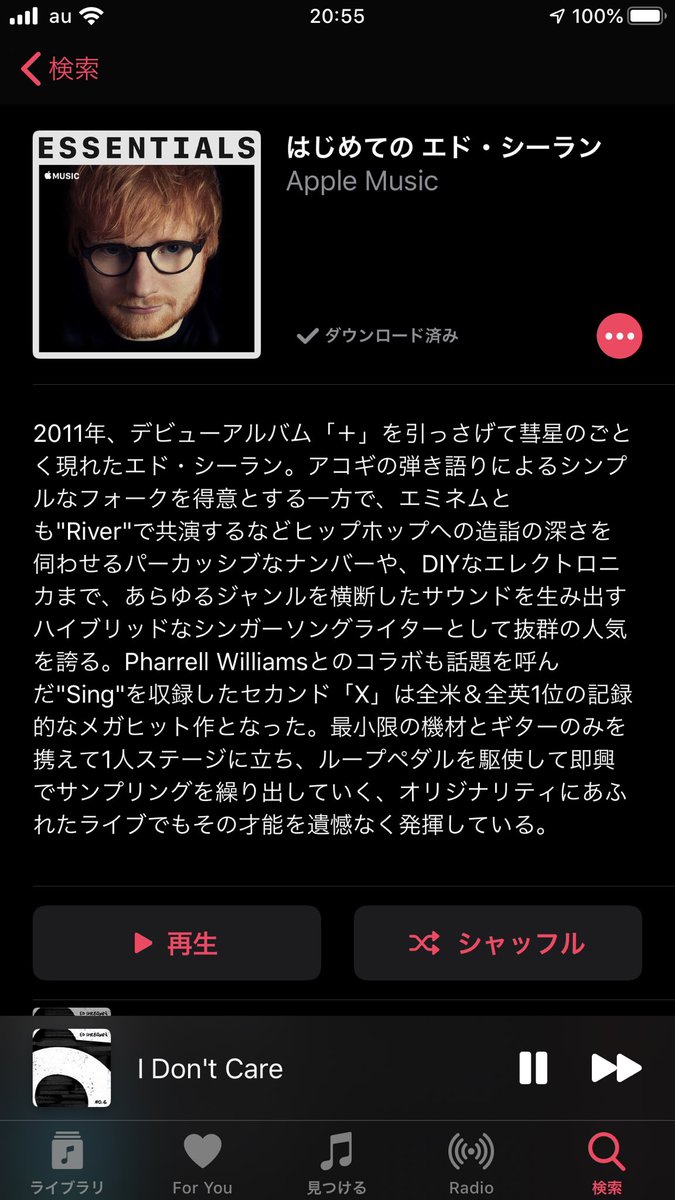 au 20:55 100%
検索
ESSENTIALS
MUSIC
はじめての エド・シーラン
Apple Music
ダウンロード済み
2011年、デビューアルバム「＋」を引っさげて彗星のごと
く現れたエド・シーラン。アコギの弾き語りによるシンプ
ルなフォークを得意とする一方で、エミネムと
も"River"で共演するなどヒップホップへの造詣の深さを
伺わせるパーカッシブなナンバーや、DIYなエレクトロニ
カまで、あらゆるジャンルを横断したサウンドを生み出す
ハイブリッドなシンガーソングライターとして抜群の人気
を誇る。Pharrell Williamsとのコラボも話題を呼ん
だ"Sing"を収録したセカンド「X」は全米＆全英1位の記録
的なメガヒット作となった。最小限の機材とギターのみを
携えて1人ステージに立ち、ループペダルを駆使して即興
でサンプリングを繰り出していく、オリジナリティにあふ
れたライブでもその才能を遺憾なく発揮している。
再生 シャッフル
ED SHEERAN
ED SHEERAN
NO.6
I Don't Care
ライブラリ For You 見つける Radio 検索